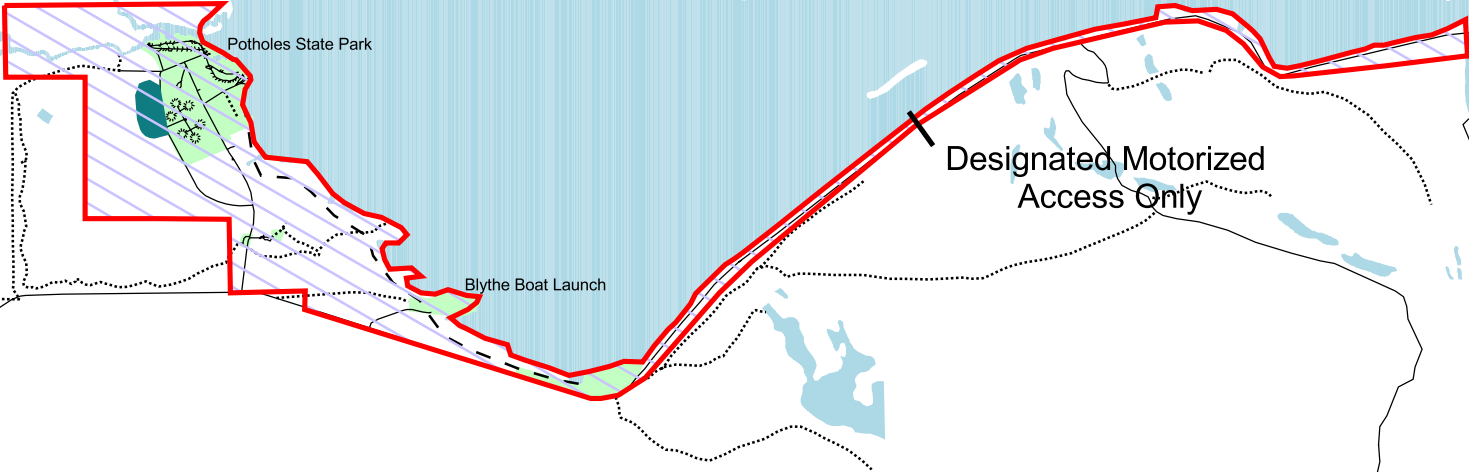 Potholes State Park
Designated Motorized
Access Only
Blythe Boat Launch